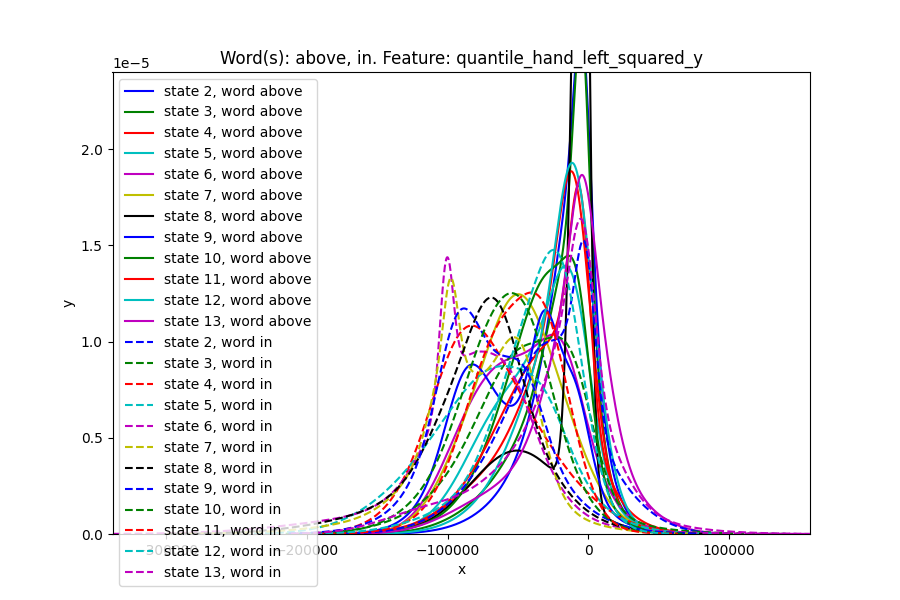 Word(s): above, in. Feature: quantile_hand_left_squared_y
1e−5
2.0
1.5
1.0
0.5
0.0
y
state 2, word above
state 3, word above
state 4, word above
state 5, word above
state 6, word above
state 7, word above
state 8, word above
state 9, word above
state 10, word above
state 11, word above
state 12, word above
state 13, word above
state 2, word in
state 3, word in
state 4, word in
state 5, word in
state 6, word in
state 7, word in
state 8, word in
state 9, word in
state 10, word in
state 11, word in
state 12, word in
state 13, word in
−300000 −200000 −100000 0 100000
x